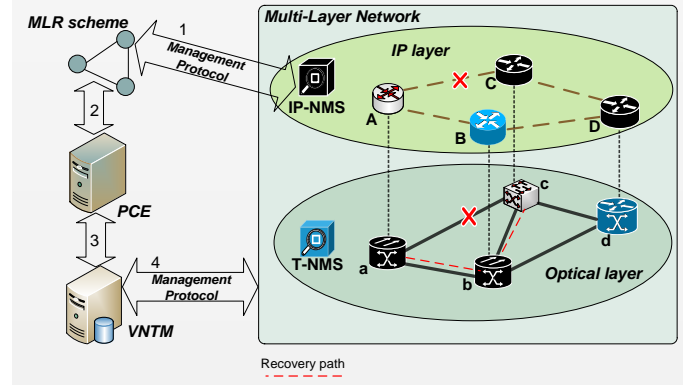 MLR scheme
1
Management
Protocol
Multi-Layer Network
IP layer
IP-NMS
A
C
B
D
2
PCE
3
4
Management
Protocol
VNTM
T-NMS
a
b
c
d
Optical layer
Recovery path